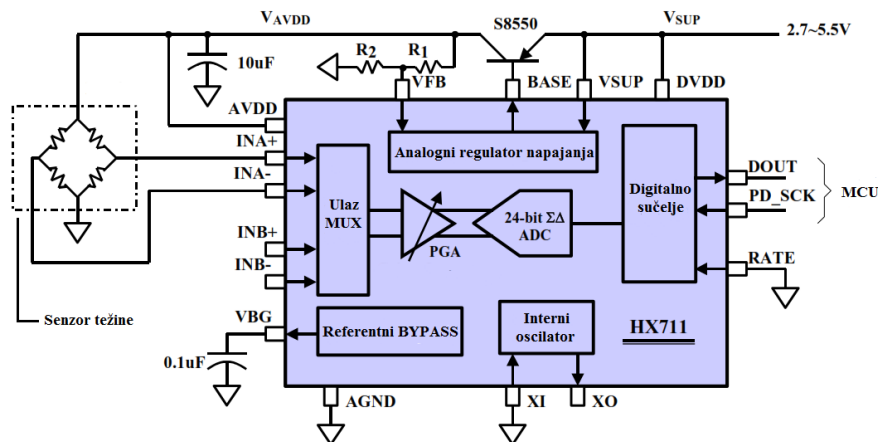 V_AVDD
S8550
V_SUP
2.7~5.5V
R2
R1
10uF
VFB
BASE
VSUP
DVDD
AVDD
INA+
INA-
INB+
INB-
VBG
Analogni regulator napajanja
Ulaz
MUX
PGA
24-bit ΣΔ
ADC
Digitalno
sučelje
DOUT
PD_SCK
MCU
RATE
Senzor težine
Referentni BYPASS
Interni
oscilator
HX711
0.1uF
AGND
XI
XO